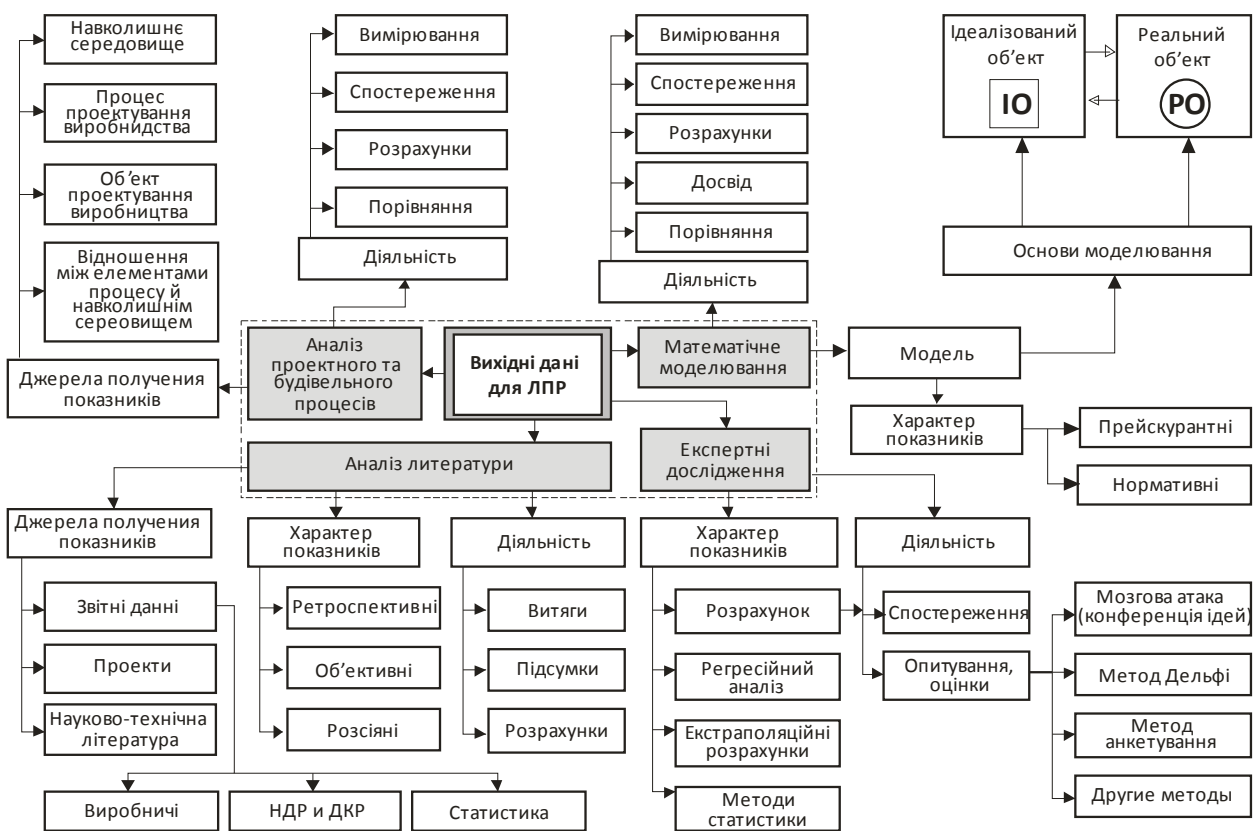 Навколишнє
середовище
Процес
проектування
виробнидства
Об’єкт
проектування
виробництва
Відношення
між елементами
процесу й
навколишнім
сереовищем
Джерела получения
показників
Вимірювання
Спостереження
Розрахунки
Порівняння
Діяльність
Вимірювання
Спостереження
Розрахунки
Досвід
Порівняння
Діяльність
Ідеалізований
об’ект
ІО
Реальний
об’ект
РО
Основи моделювання
Аналіз
проектного та
будівельного
процесів
Вихідні дані
для ЛПР
Математичне
моделювання
Модель
Характер
показників
Прейскурантні
Нормативні
Аналіз литератури
Експертні
дослідження
Джерела получения
показників
Звітні данні
Проекти
Науково-технічна
література
Виробничі
НДР и ДКР
Статистика
Характер
показників
Ретроспективні
Об’ективні
Розсіяні
Діяльність
Витяги
Підсумки
Розрахунки
Характер
показників
Розрахунок
Регресійний
аналіз
Екстраполяційні
розрахунки
Методи
статистики
Діяльність
Спостереження
Опитування,
оцінки
Мозгова атака
(конференція ідей)
Метод Дельфі
Метод
анкетування
Другие методы